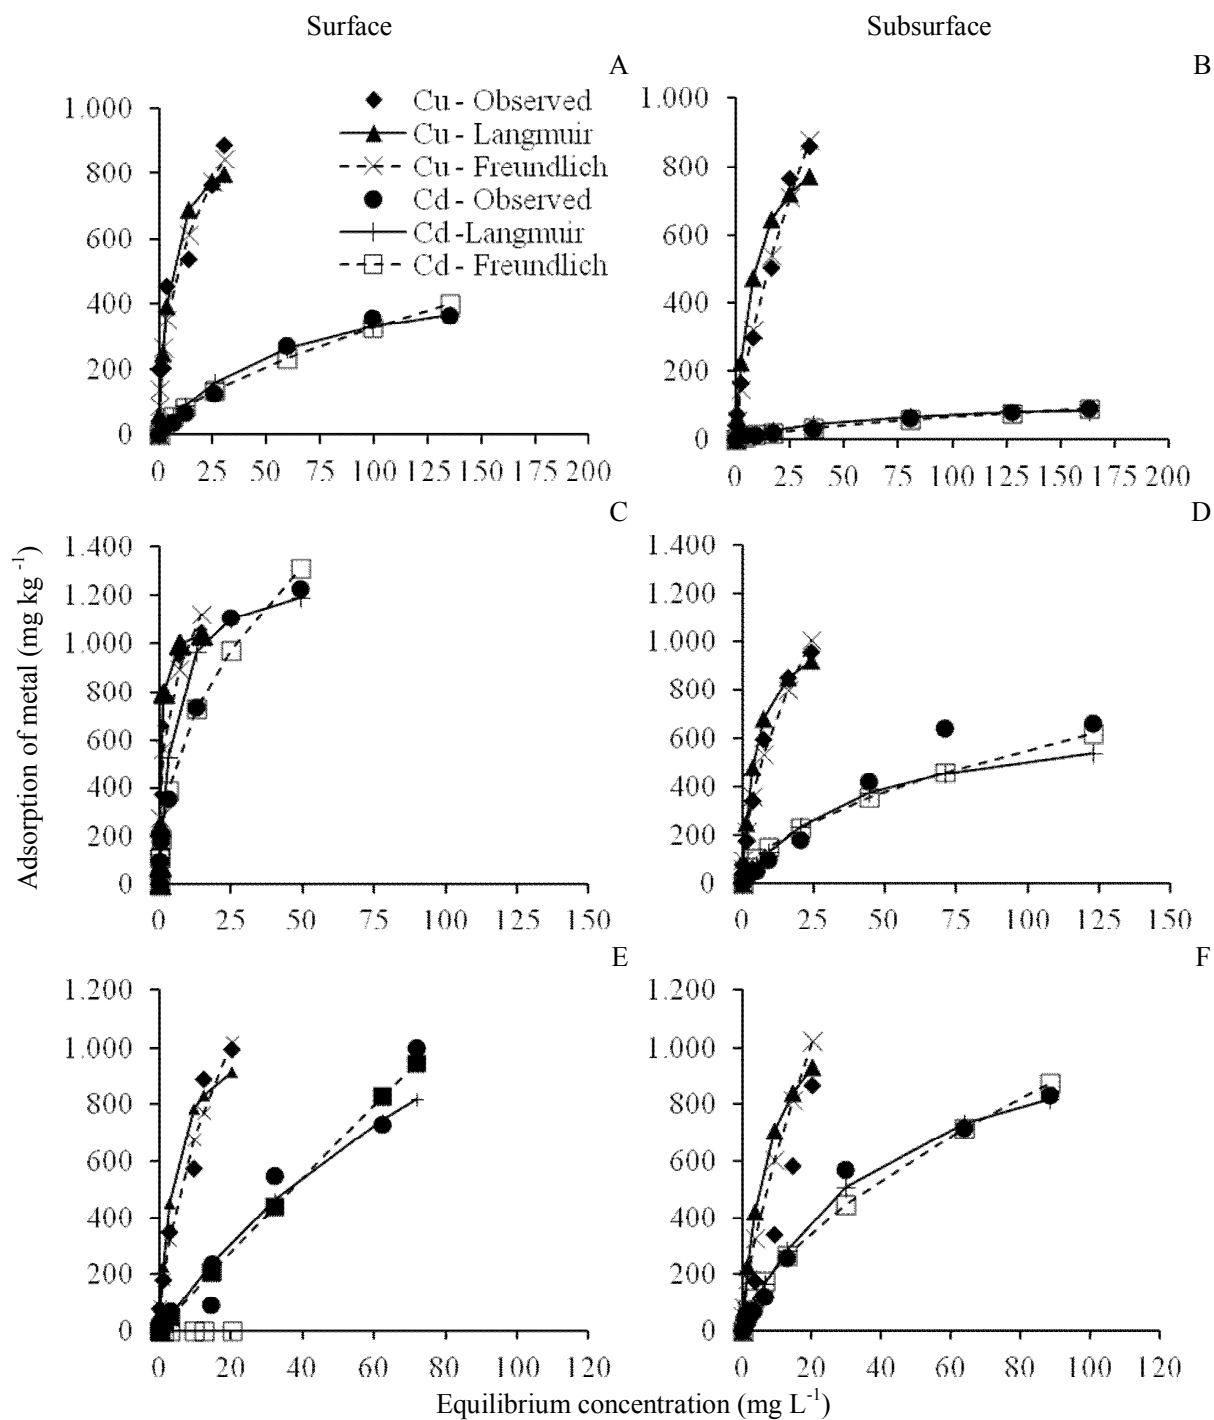 Surface
Subsurface
A
B
1.000
800
600
400
200
0
0 25 50 75 100 125 150 175 200
Cu - Observed
Cu - Langmuir
Cu - Freundlich
Cd - Observed
Cd -Langmuir
Cd - Freundlich
1.000
800
600
400
200
0
0 25 50 75 100 125 150 175 200
C
D
Adsorption of metal (mg kg⁻¹)
1.400
1.200
1.000
800
600
400
200
0
0 25 50 75 100 125 150
1.400
1.200
1.000
800
600
400
200
0
0 25 50 75 100 125 150
E
F
1.200
1.000
800
600
400
200
0
0 20 40 60 80 100 120
1.200
1.000
800
600
400
200
0
0 20 40 60 80 100 120
Equilibrium concentration (mg L⁻¹)